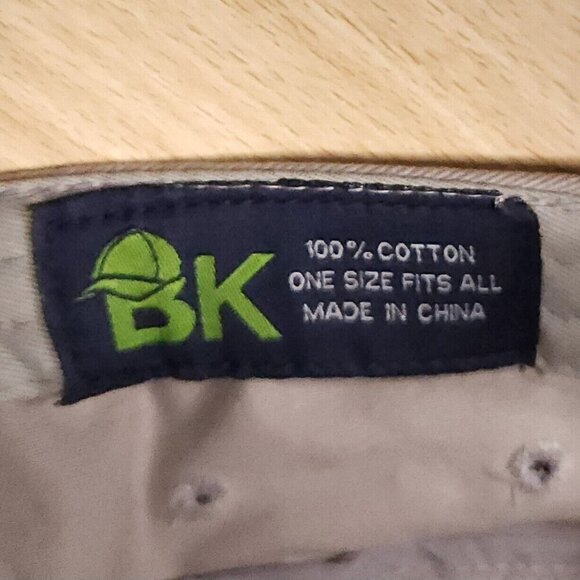 BK
100% COTTON
ONE SIZE FITS ALL
MADE IN CHINA